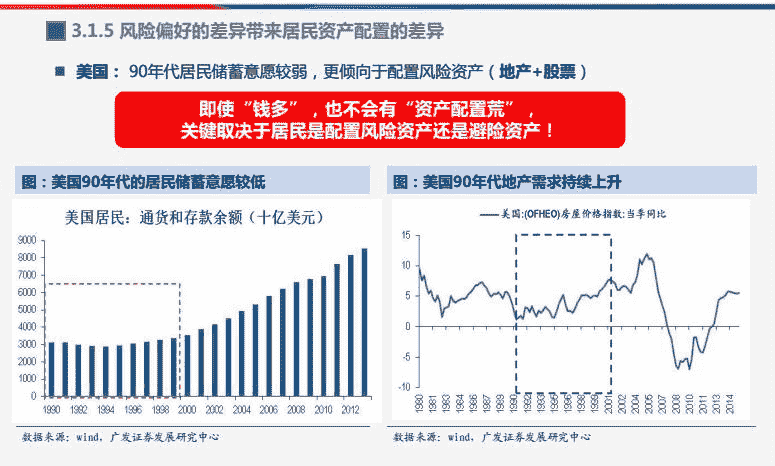 3.1.5 风险偏好的差异带来居民资产配置的差异
美国： 90年代居民储蓄意愿较弱，更倾向于配置风险资产（地产+股票）
即使“钱多”，也不会有“资产配置荒”，
关键取决于居民是配置风险资产还是避险资产！
图：美国90年代的居民储蓄意愿较低
美国居民：通货和存款余额（十亿美元）
9000
8000
7000
6000
5000
4000
3000
2000
1000
0
1990 1992 1994 1996 1998 2000 2002 2004 2006 2008 2010 2012
数据来源：wind，广发证券发展研究中心
图：美国90年代地产需求持续上升
美国:(OFHEO)房屋价格指数:当季同比
15
10
5
0
-5
-10
1980 1981 1982 1983 1984 1985 1986 1987 1988 1989 1990 1991 1992 1993 1994 1995 1996 1997 1998 1999 2001 2002 2003 2004 2005 2006 2007 2008 2009 2010 2011 2012 2013 2014
数据来源：wind，广发证券发展研究中心